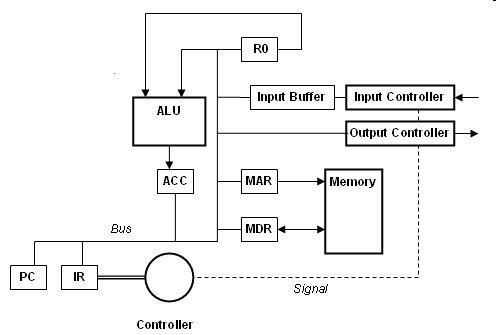 R0
ALU
Input Buffer
Input Controller
Output Controller
ACC
MAR
Memory
Bus
MDR
PC
IR
Signal
Controller